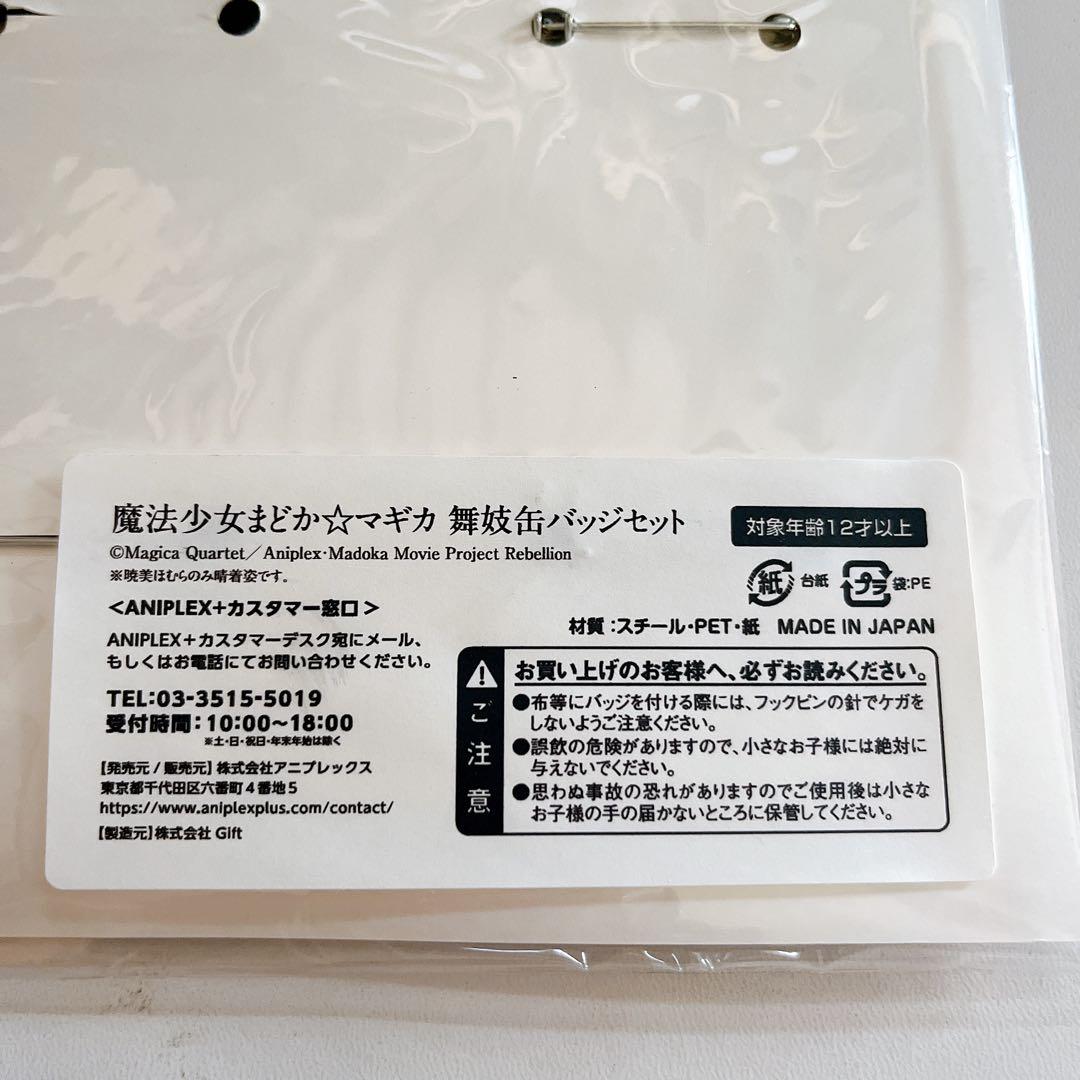 魔法少女まどか☆マギカ 舞妓缶バッジセット
©Magica Quartet／Aniplex・Madoka Movie Project Rebellion
※暁美ほむらのみ晴着姿です。
＜ANIPLEX+カスタマー窓口＞
ANIPLEX+カスタマーデスク宛にメール、
もしくはお電話にてお問い合わせください。
TEL:03-3515-5019
受付時間：10:00〜18:00
※土・日・祝日・年末年始は除く
【発売元 / 販売元】株式会社アニプレックス
東京都千代田区六番町４番地５
https://www.aniplexplus.com/contact/
【製造元】株式会社 Gift
対象年齢12才以上
紙 台紙 プラ 袋:PE
材質：スチール・PET・紙 MADE IN JAPAN
ご注意
お買い上げのお客様へ、必ずお読みください。
●布等にバッジを付ける際には、フックピンの針でケガを
しないようご注意ください。
●誤飲の危険がありますので、小さなお子様には絶対に
与えないでください。
●思わぬ事故の恐れがありますのでご使用後は小さな
お子様の手の届かないところに保管してください。